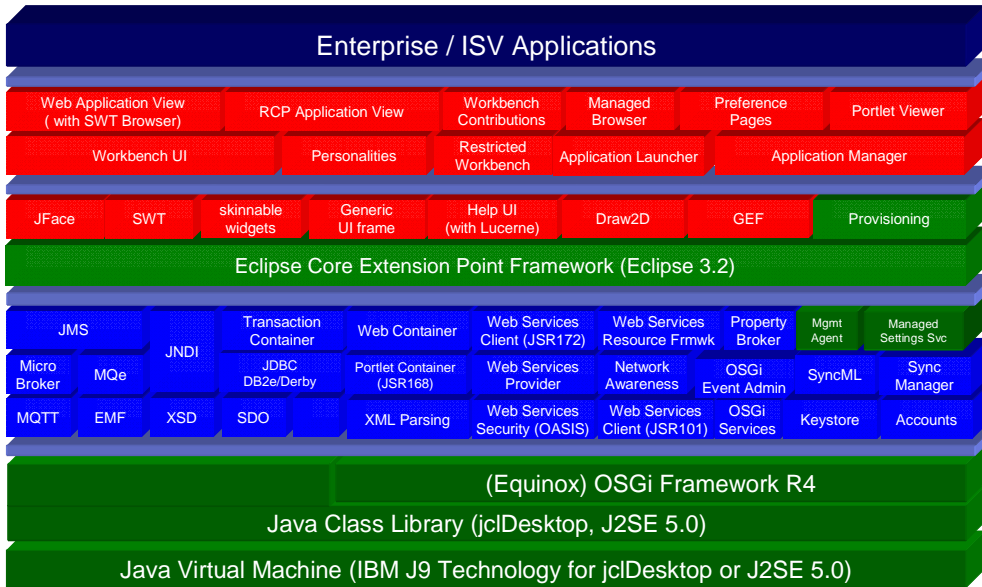 Enterprise / ISV Applications
Web Application View
( with SWT Browser)
RCP Application View
Workbench
Contributions
Managed
Browser
Preference
Pages
Portlet Viewer
Workbench UI
Personalities
Restricted
Workbench
Application Launcher
Application Manager
JFace
SWT
skinnable
widgets
Generic
UI frame
Help UI
(with Lucerne)
Draw2D
GEF
Provisioning
Eclipse Core Extension Point Framework (Eclipse 3.2)
JMS
JNDI
Transaction
Container
Web Container
Web Services
Client (JSR172)
Web Services
Resource Frmwk
Property
Broker
Mgmt
Agent
Managed
Settings Svc
Micro
Broker
MQe
JDBC
DB2e/Derby
Portlet Container
(JSR168)
Web Services
Provider
Network
Awareness
OSGi
Event Admin
SyncML
Sync
Manager
MQTT
EMF
XSD
SDO
XML Parsing
Web Services
Security (OASIS)
Web Services
Client (JSR101)
OSGi
Services
Keystore
Accounts
(Equinox) OSGi Framework R4
Java Class Library (jclDesktop, J2SE 5.0)
Java Virtual Machine (IBM J9 Technology for jclDesktop or J2SE 5.0)